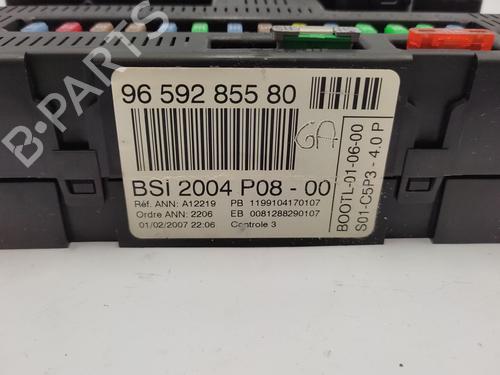 96 592 855 80
GA
BSI 2004 P08 - 00
Réf. ANN: A12219 PB 1199104170107
Ordre ANN: 2206 EB 0081288290107
01/02/2007 22:06 Controle 3
BOOTL-01-06-00
S01-C5P3 - 4.0 P
B-PARTS